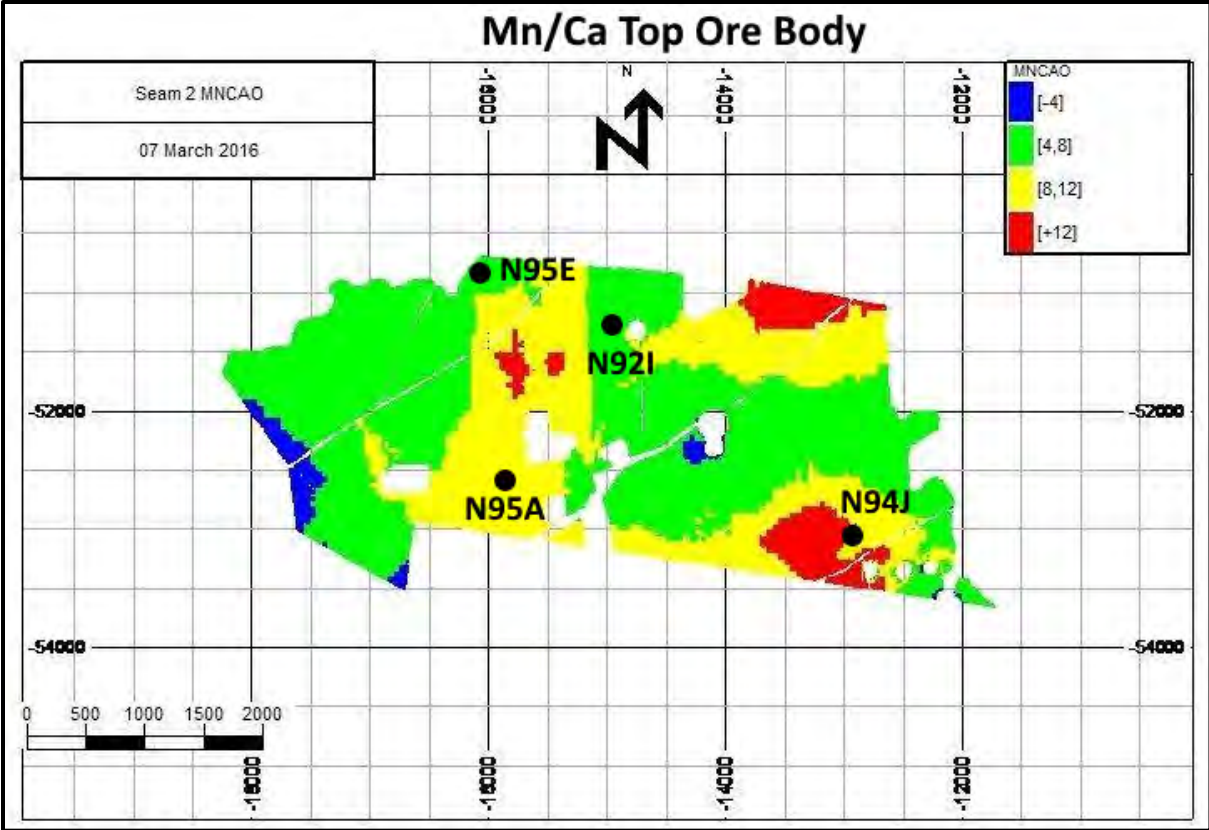 Mn/Ca Top Ore Body
Seam 2 MNCAO
07 March 2016
N
N
MNCAO
[-4]
[4,8]
[8,12]
[+12]
-16000
-14000
-12000
N95E
N92I
-52000
-52000
N95A
N94J
-54000
-54000
0 500 1000 1500 2000
-18000
-16000
-14000
-12000